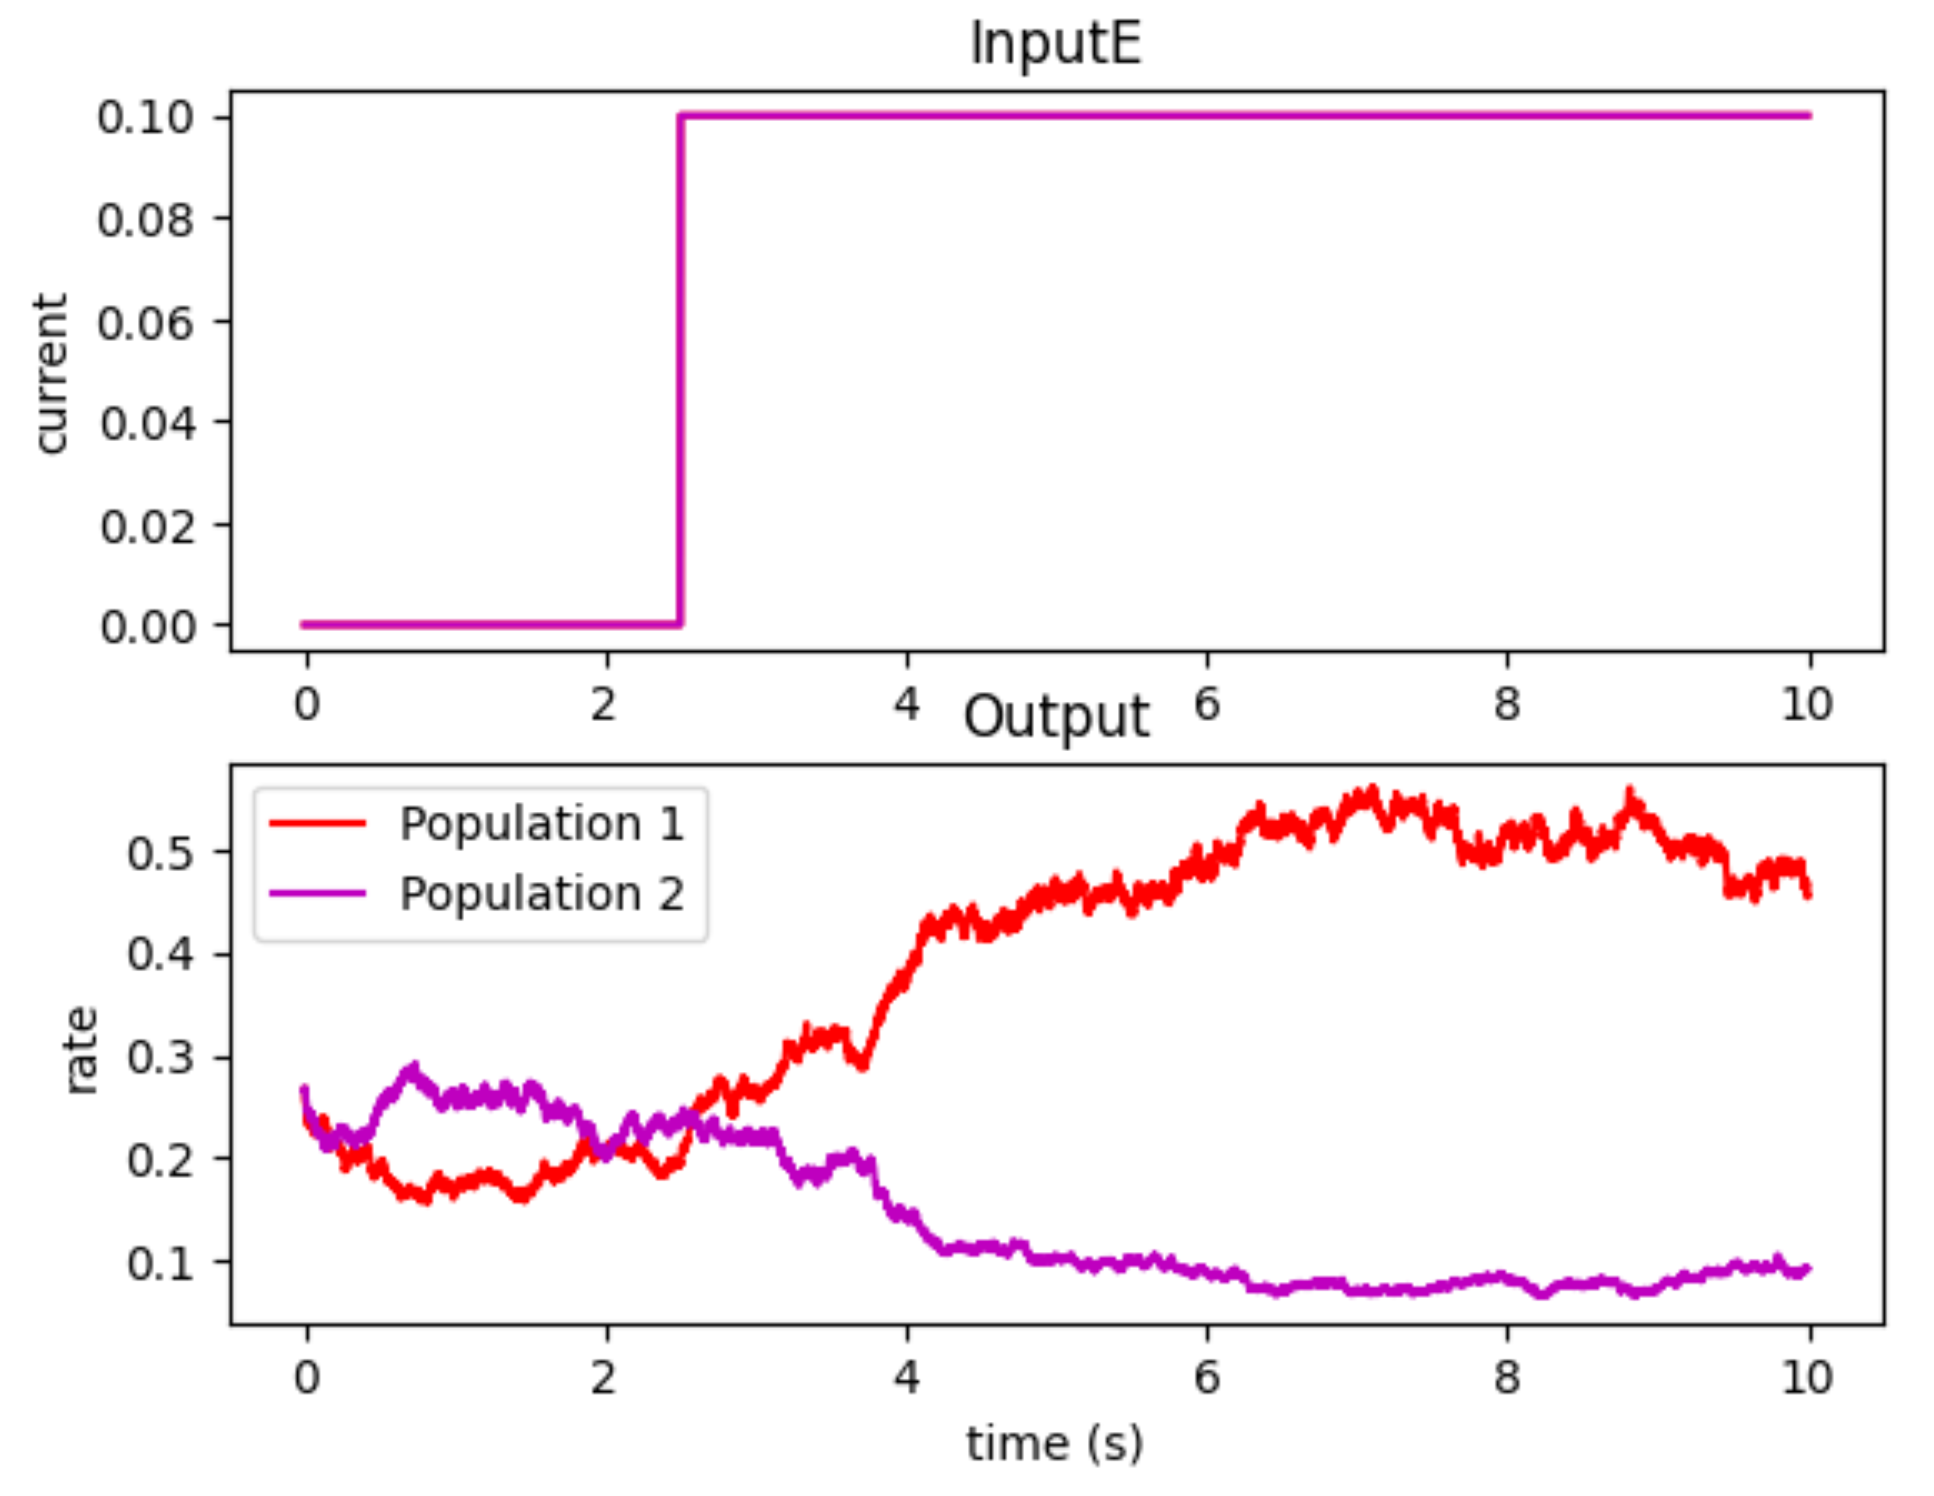 InputE
0.10
0.08
0.06
0.04
0.02
0.00
current
0 2 4 6 8 10
Output
Population 1
Population 2
0.5
0.4
0.3
0.2
0.1
rate
0 2 4 6 8 10
time (s)